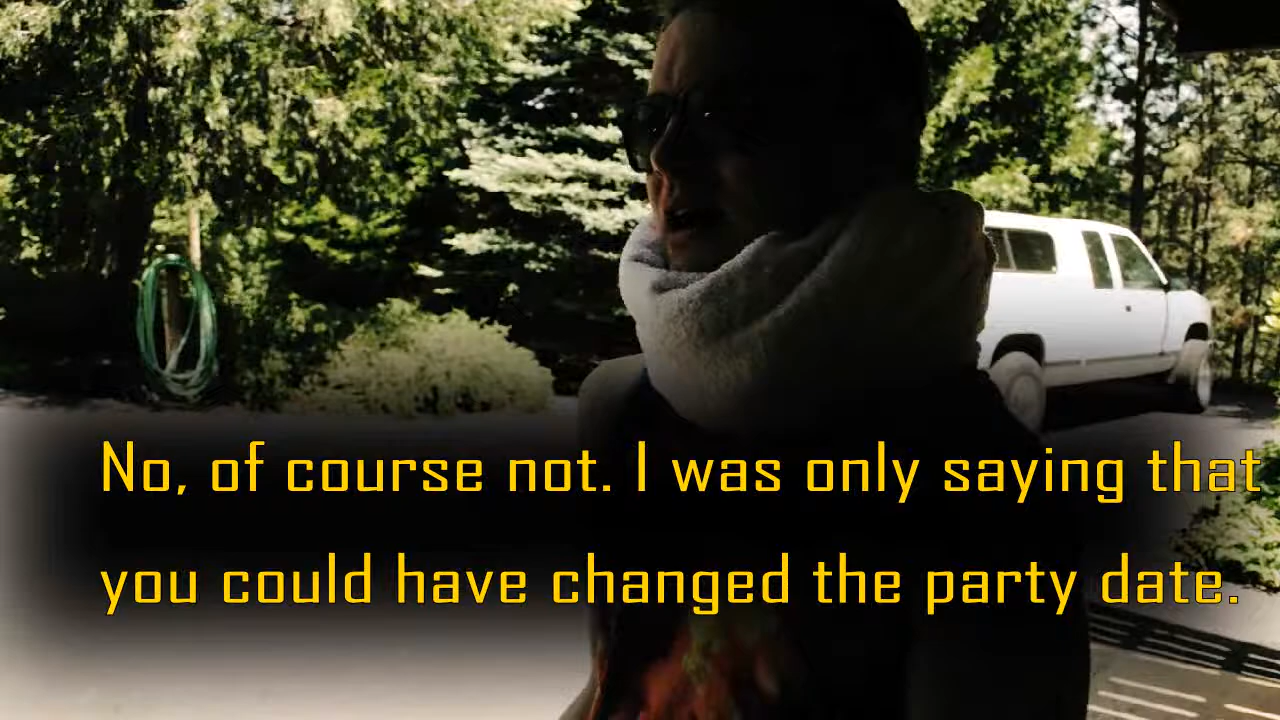 No, of course not. I was only saying that
you could have changed the party date.